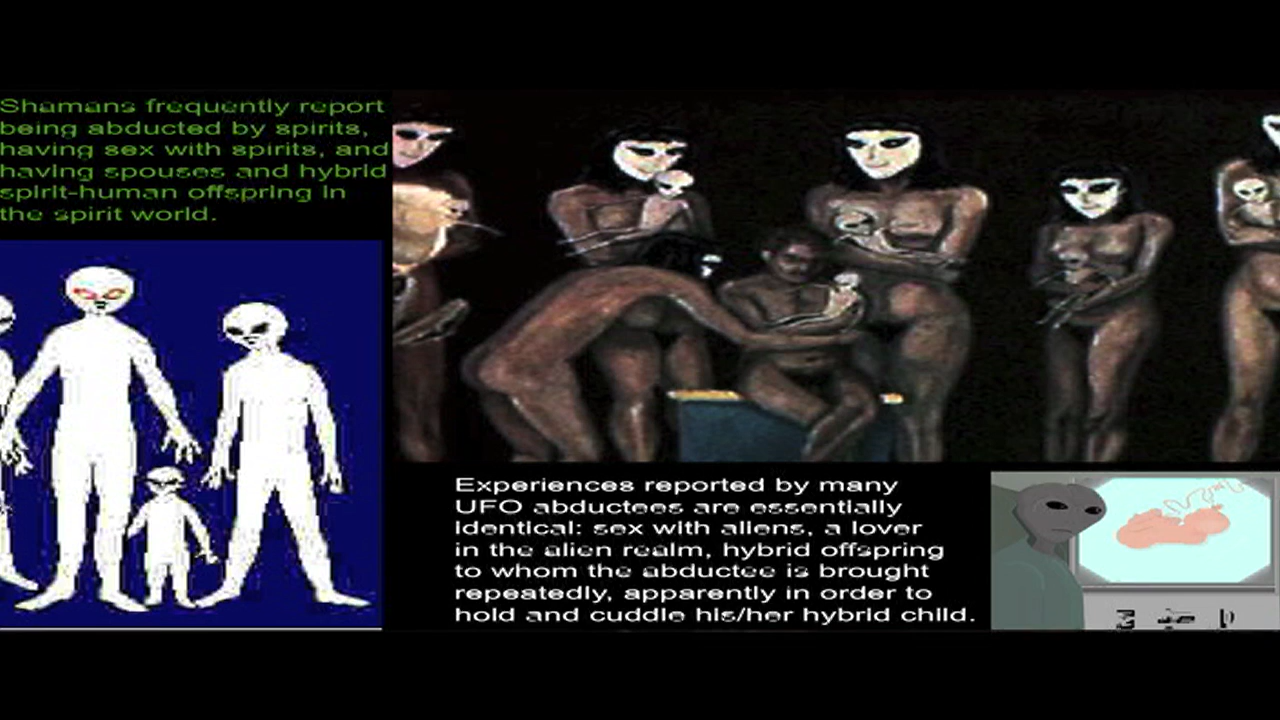 Shamans frequently report
being abducted by spirits,
having sex with spirits, and
having spouses and hybrid
spirit-human offspring in
the spirit world.
Experiences reported by many
UFO abductees are essentially
identical: sex with aliens, a lover
in the alien realm, hybrid offspring
to whom the abductee is brought
repeatedly, apparently in order to
hold and cuddle his/her hybrid child.